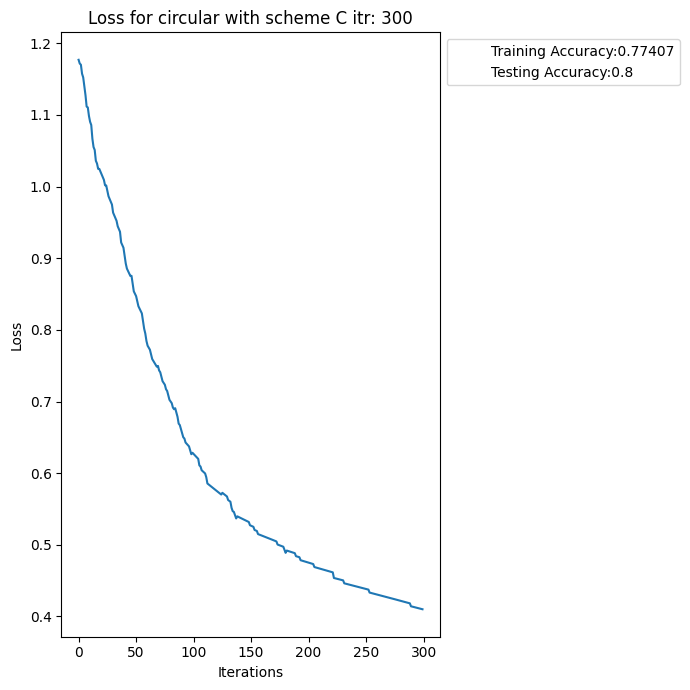 Loss for circular with scheme C itr: 300
Training Accuracy:0.77407
Testing Accuracy:0.8
1.2
1.1
1.0
0.9
0.8
0.7
0.6
0.5
0.4
Loss
0 50 100 150 200 250 300
Iterations